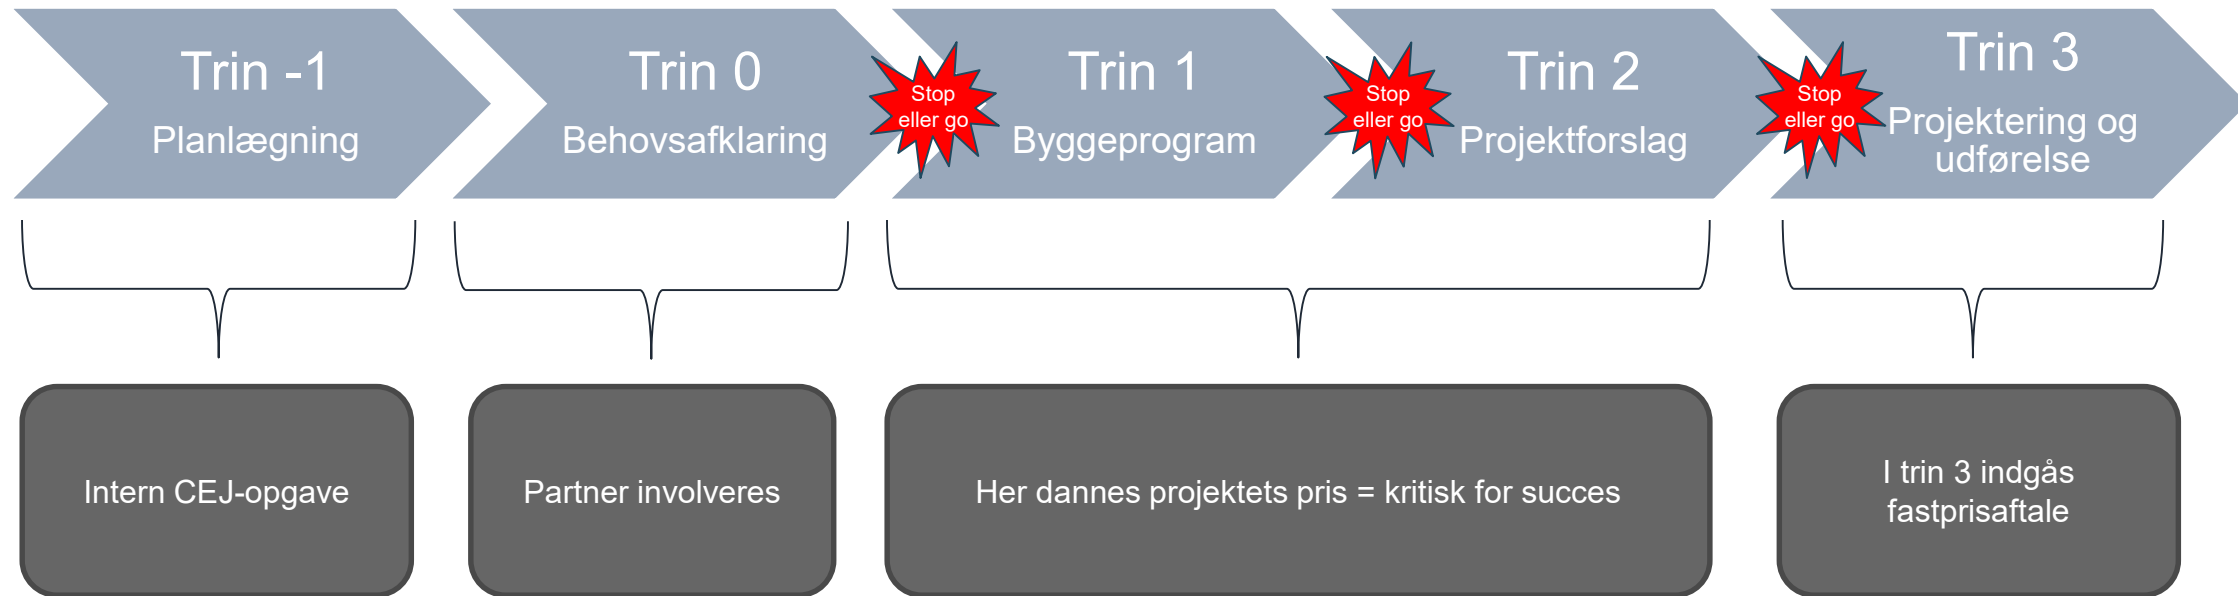 Trin -1
Planlægning
Trin 0
Behovsafklaring
Stop
eller go
Trin 1
Byggeprogram
Stop
eller go
Trin 2
Projektforslag
Stop
eller go
Trin 3
Projektering og
udførelse
Intern CEJ-opgave
Partner involveres
Her dannes projektets pris = kritisk for succes
I trin 3 indgås
fastprisaftale